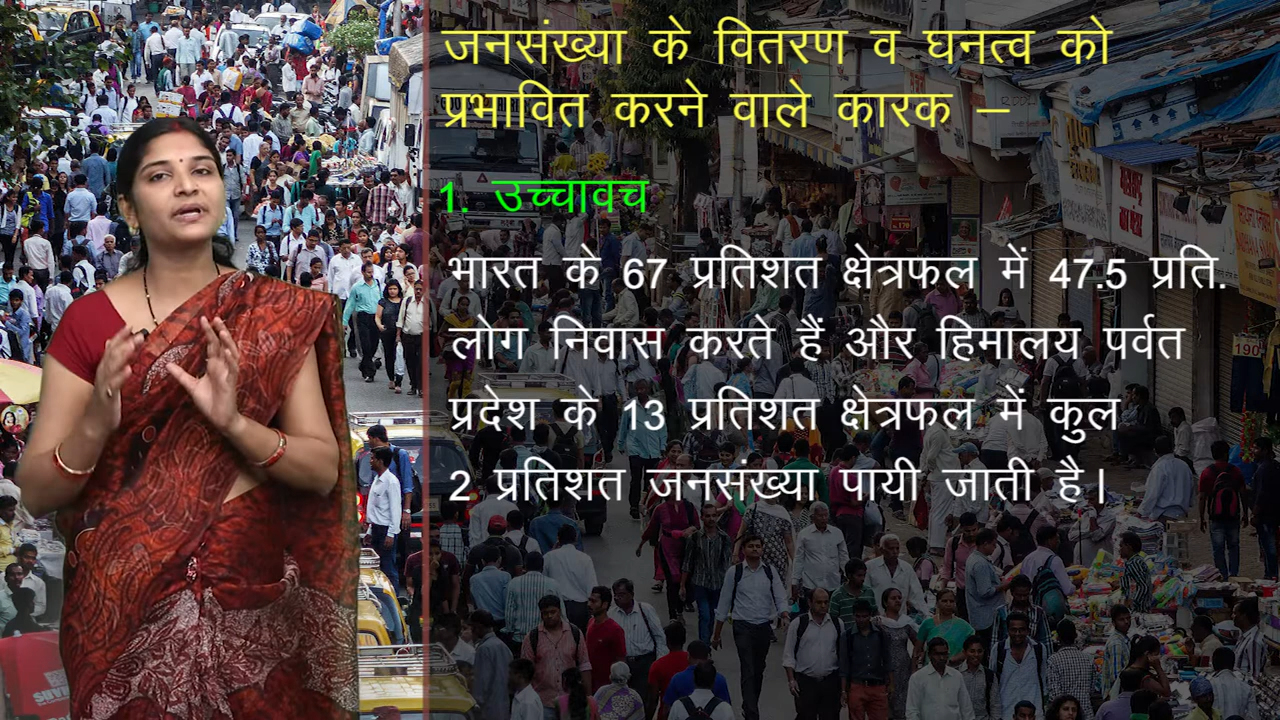 जनसंख्या के वितरण व घनत्व को
प्रभावित करने वाले कारक –
1. उच्चावच
भारत के 67 प्रतिशत क्षेत्रफल में 47.5 प्रति.
लोग निवास करते हैं और हिमालय पर्वत
प्रदेश के 13 प्रतिशत क्षेत्रफल में कुल
2 प्रतिशत जनसंख्या पायी जाती है।
190